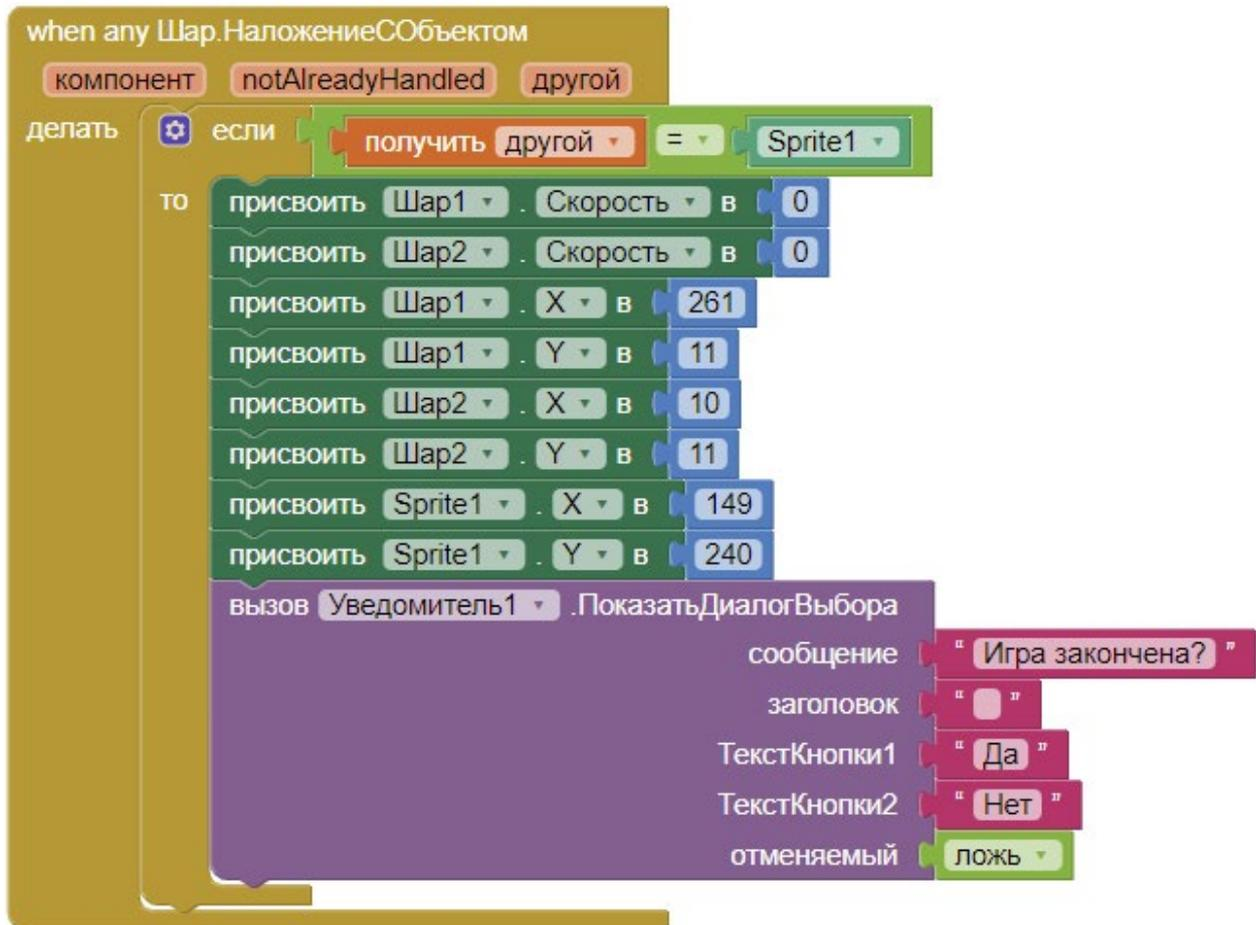 when any Шар.НаложениеСОбъектом
компонент notAlreadyHandled другой
делать если получить другой = Sprite1
то присвоить Шар1 . Скорость в 0
присвоить Шар2 . Скорость в 0
присвоить Шар1 . X в 261
присвоить Шар1 . Y в 11
присвоить Шар2 . X в 10
присвоить Шар2 . Y в 11
присвоить Sprite1 . X в 149
присвоить Sprite1 . Y в 240
вызов Уведомитель1 .ПоказатьДиалогВыбора
сообщение “ Игра закончена? ”
заголовок “ ”
ТекстКнопки1 “ Да ”
ТекстКнопки2 “ Нет ”
отменяемый ложь